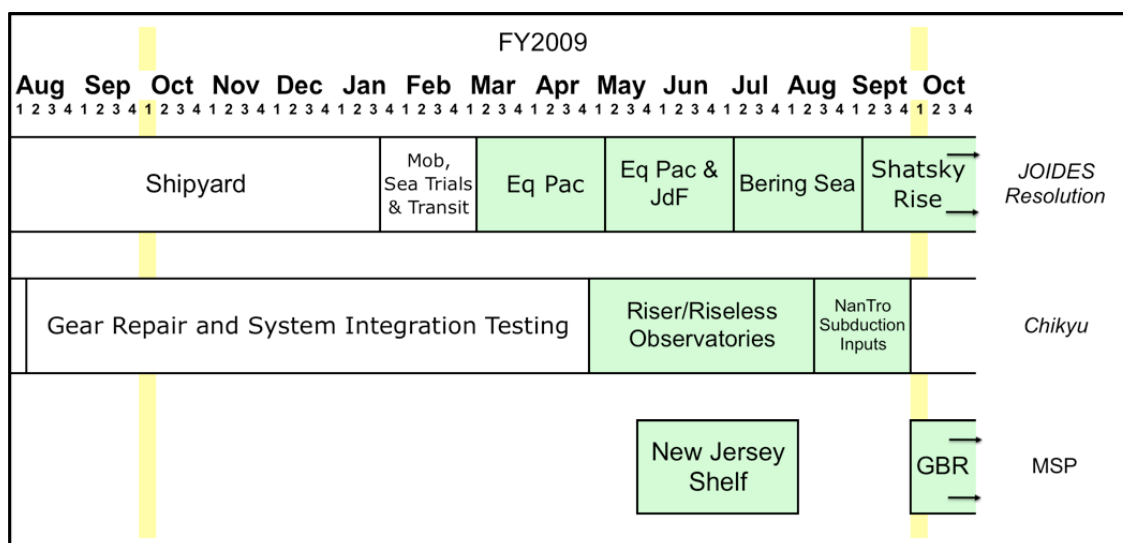 FY2009
Aug Sep Oct Nov Dec Jan Feb Mar Apr May Jun Jul Aug Sept Oct
1 2 3 4 1 2 3 4 1 2 3 4 1 2 3 4 1 2 3 4 1 2 3 4 1 2 3 4 1 2 3 4 1 2 3 4 1 2 3 4 1 2 3 4 1 2 3 4 1 2 3 4 1 2 3 4 1 2 3 4
Shipyard
Mob,
Sea Trials
& Transit
Eq Pac
Eq Pac &
JdF
Bering Sea
Shatsky
Rise
JOIDES
Resolution
Gear Repair and System Integration Testing
Riser/Riseless
Observatories
NanTro
Subduction
Inputs
Chikyu
New Jersey
Shelf
GBR
MSP